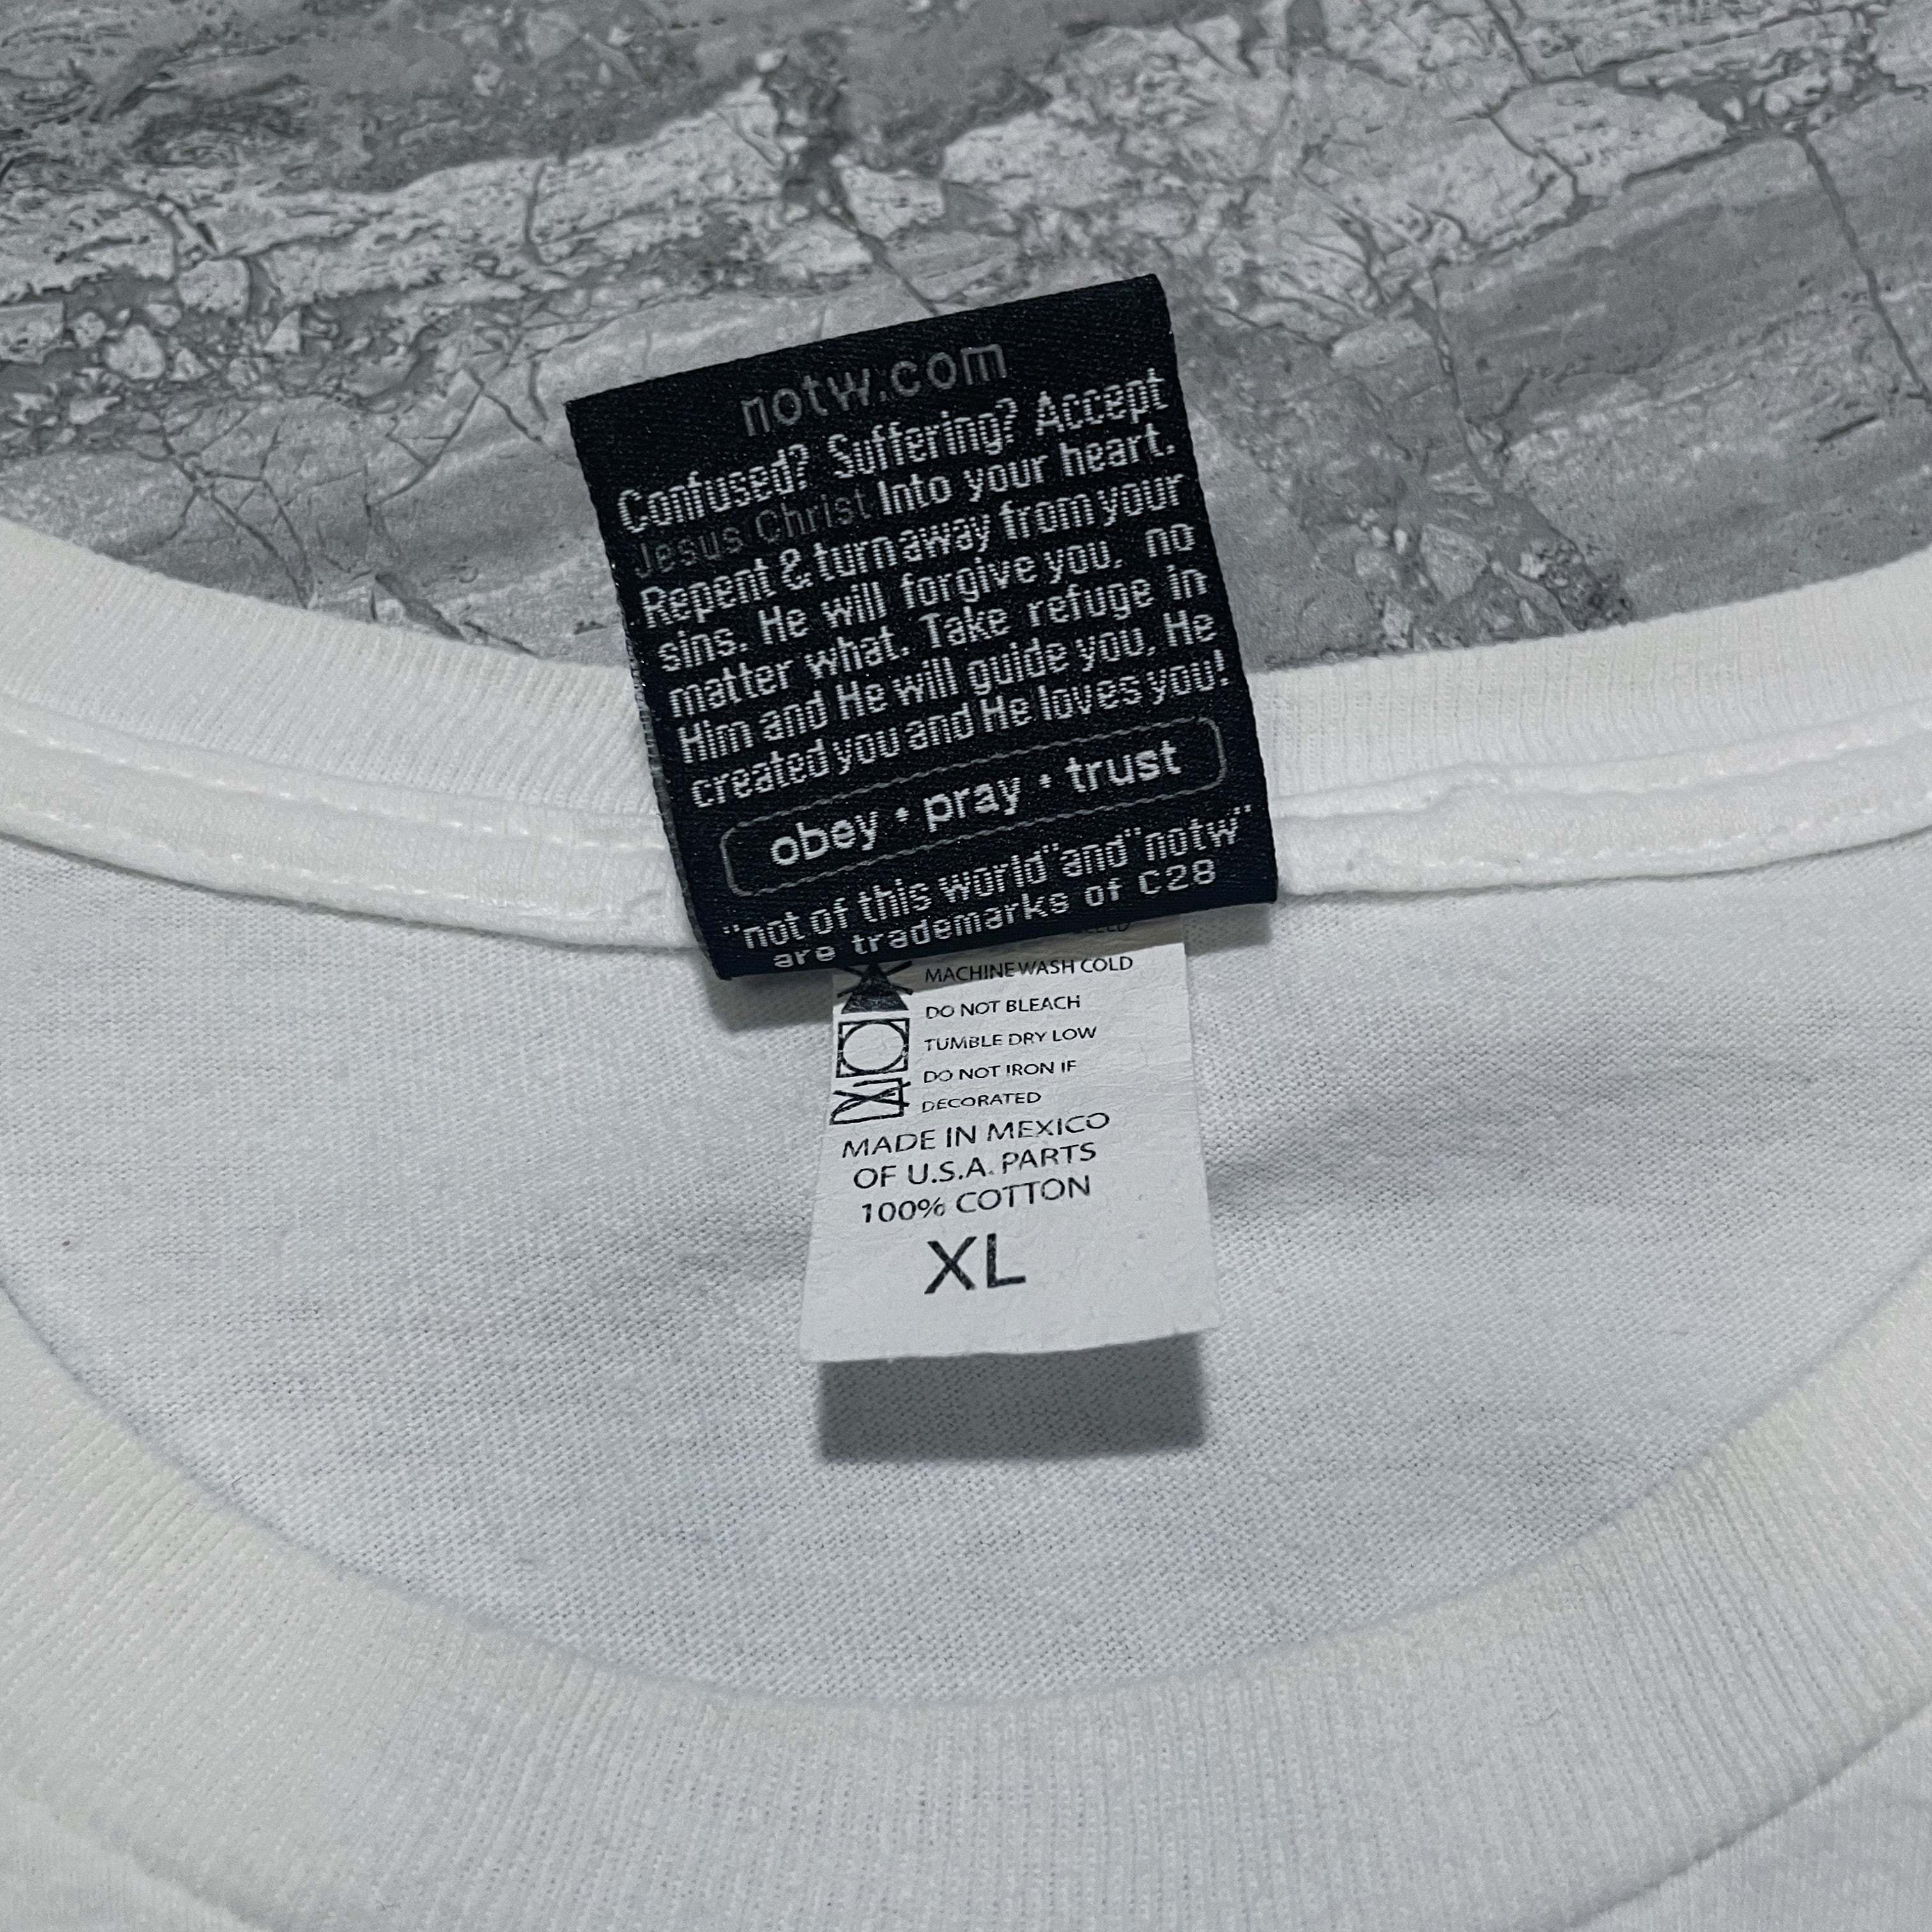 notw.com
Confused? Suffering? Accept
Jesus Christ Into your heart.
Repent & turn away from your
sins. He will forgive you, no
matter what. Take refuge in
Him and He will guide you. He
created you and He loves you!
obey • pray • trust
"not of this world" and "notw"
are trademarks of C28
MACHINE WASH COLD
DO NOT BLEACH
TUMBLE DRY LOW
DO NOT IRON IF
DECORATED
MADE IN MEXICO
OF U.S.A. PARTS
100% COTTON
XL